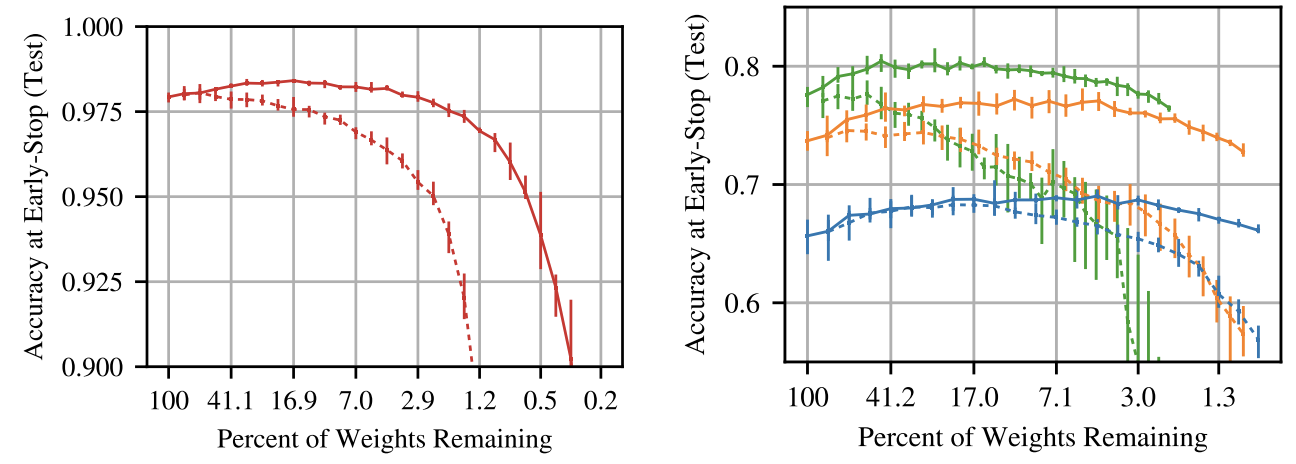 Accuracy at Early-Stop (Test)
1.000
0.975
0.950
0.925
0.900
100 41.1 16.9 7.0 2.9 1.2 0.5 0.2
Percent of Weights Remaining
Accuracy at Early-Stop (Test)
0.8
0.7
0.6
100 41.2 17.0 7.1 3.0 1.3
Percent of Weights Remaining